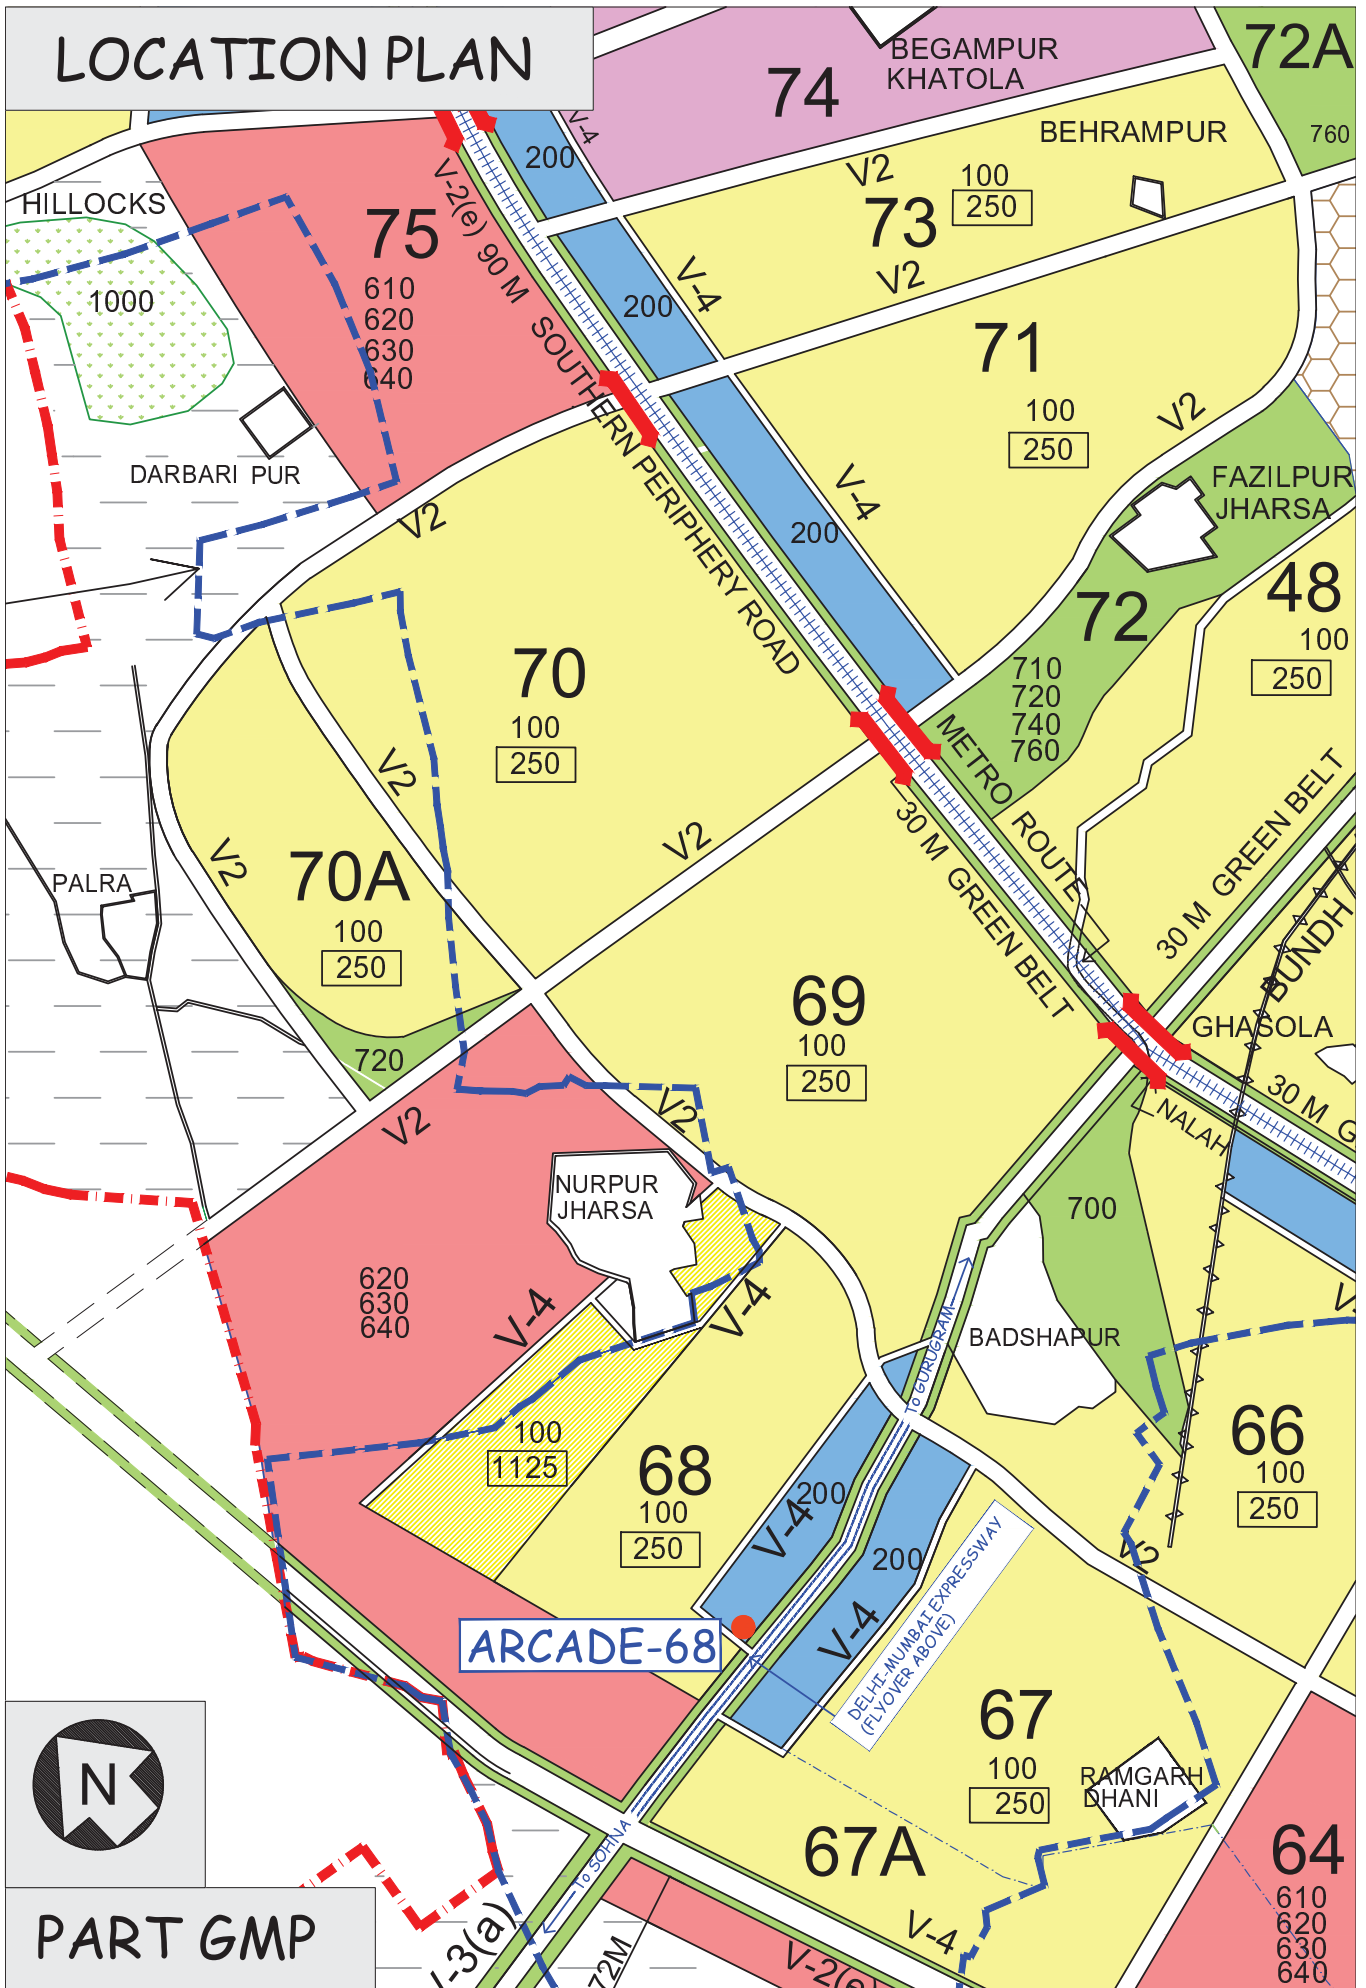 LOCATION PLAN
72A
760
74
BEGAMPUR
KHATOLA
V-4
200
BEHRAMPUR
V2
100
250
73
V2
HILLOCKS
1000
75
610
620
630
640
V-2(e) 90 M SOUTHERN PERIPHERY ROAD
200
V-4
71
100
250
V2
DARBARI PUR
V2
200
V-4
FAZILPUR
JHARSA
48
100
250
72
710
720
740
760
70
100
250
V2
V2
METRO ROUTE
30 M GREEN BELT
30 M GREEN BELT
BUNDH
PALRA
V2
70A
100
250
69
100
250
GHASOLA
30 M G
720
V2
V2
NALAH
NURPUR
JHARSA
700
620
630
640
V-4
V-4
BADSHAPUR
TO GURUGRAM
V-
100
1125
68
100
250
200
V-4
200
V-4
66
100
250
V2
DELHI-MUMBAI EXPRESSWAY
(FLYOVER ABOVE)
ARCADE-68
67
100
250
RAMGARH
DHANI
67A
64
610
620
630
640
N
TO SOHNA
V-4
V-3(a)
72M
V-2(e)
PART GMP